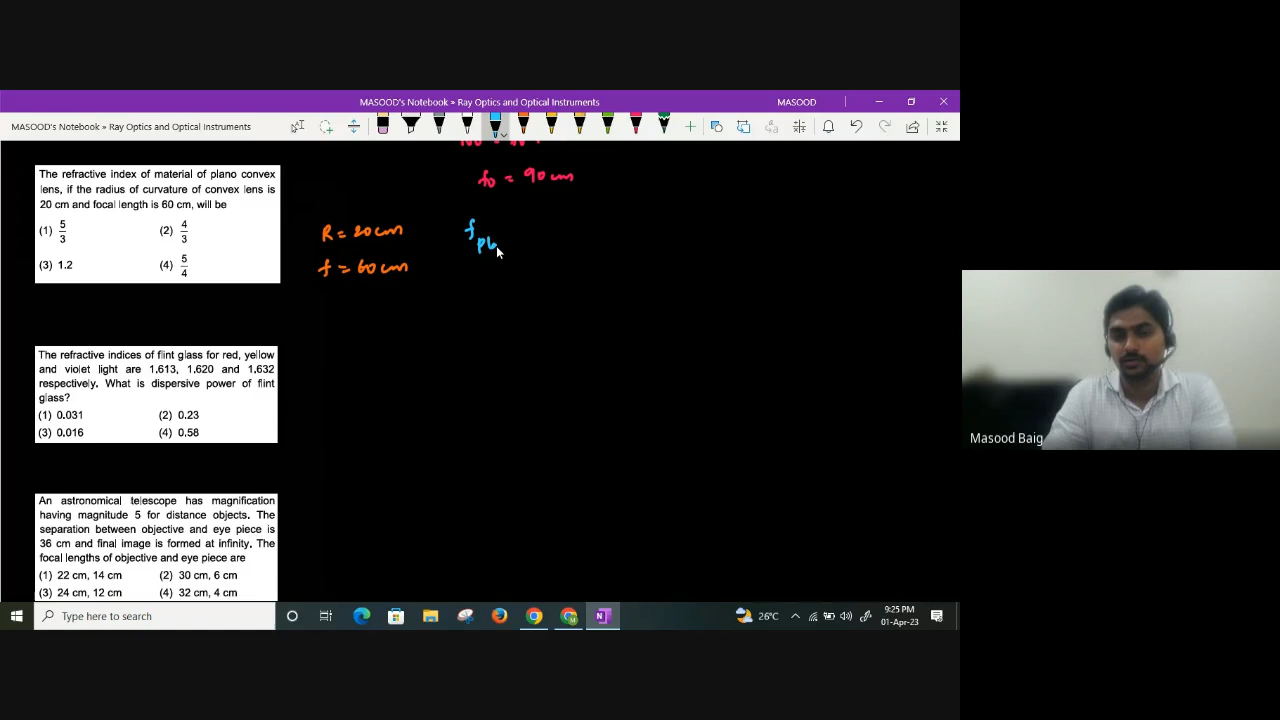 MASOOD's Notebook » Ray Optics and Optical Instruments
MASOOD
MASOOD's Notebook » Ray Optics and Optical Instruments
f₀ = 90 cm
The refractive index of material of plano convex
lens, if the radius of curvature of convex lens is
20 cm and focal length is 60 cm, will be
(1) 5/3 (2) 4/3
(3) 1.2 (4) 5/4
R = 20 cm
f = 60 cm
f
The refractive indices of flint glass for red, yellow
and violet light are 1.613, 1.620 and 1.632
respectively. What is dispersive power of flint
glass?
(1) 0.031 (2) 0.23
(3) 0.016 (4) 0.58
An astronomical telescope has magnification
having magnitude 5 for distance objects. The
separation between objective and eye piece is
36 cm and final image is formed at infinity. The
focal lengths of objective and eye piece are
(1) 22 cm, 14 cm (2) 30 cm, 6 cm
(3) 24 cm, 12 cm (4) 32 cm, 4 cm
Masood Baig
Type here to search
26°C
9:25 PM
01-Apr-23